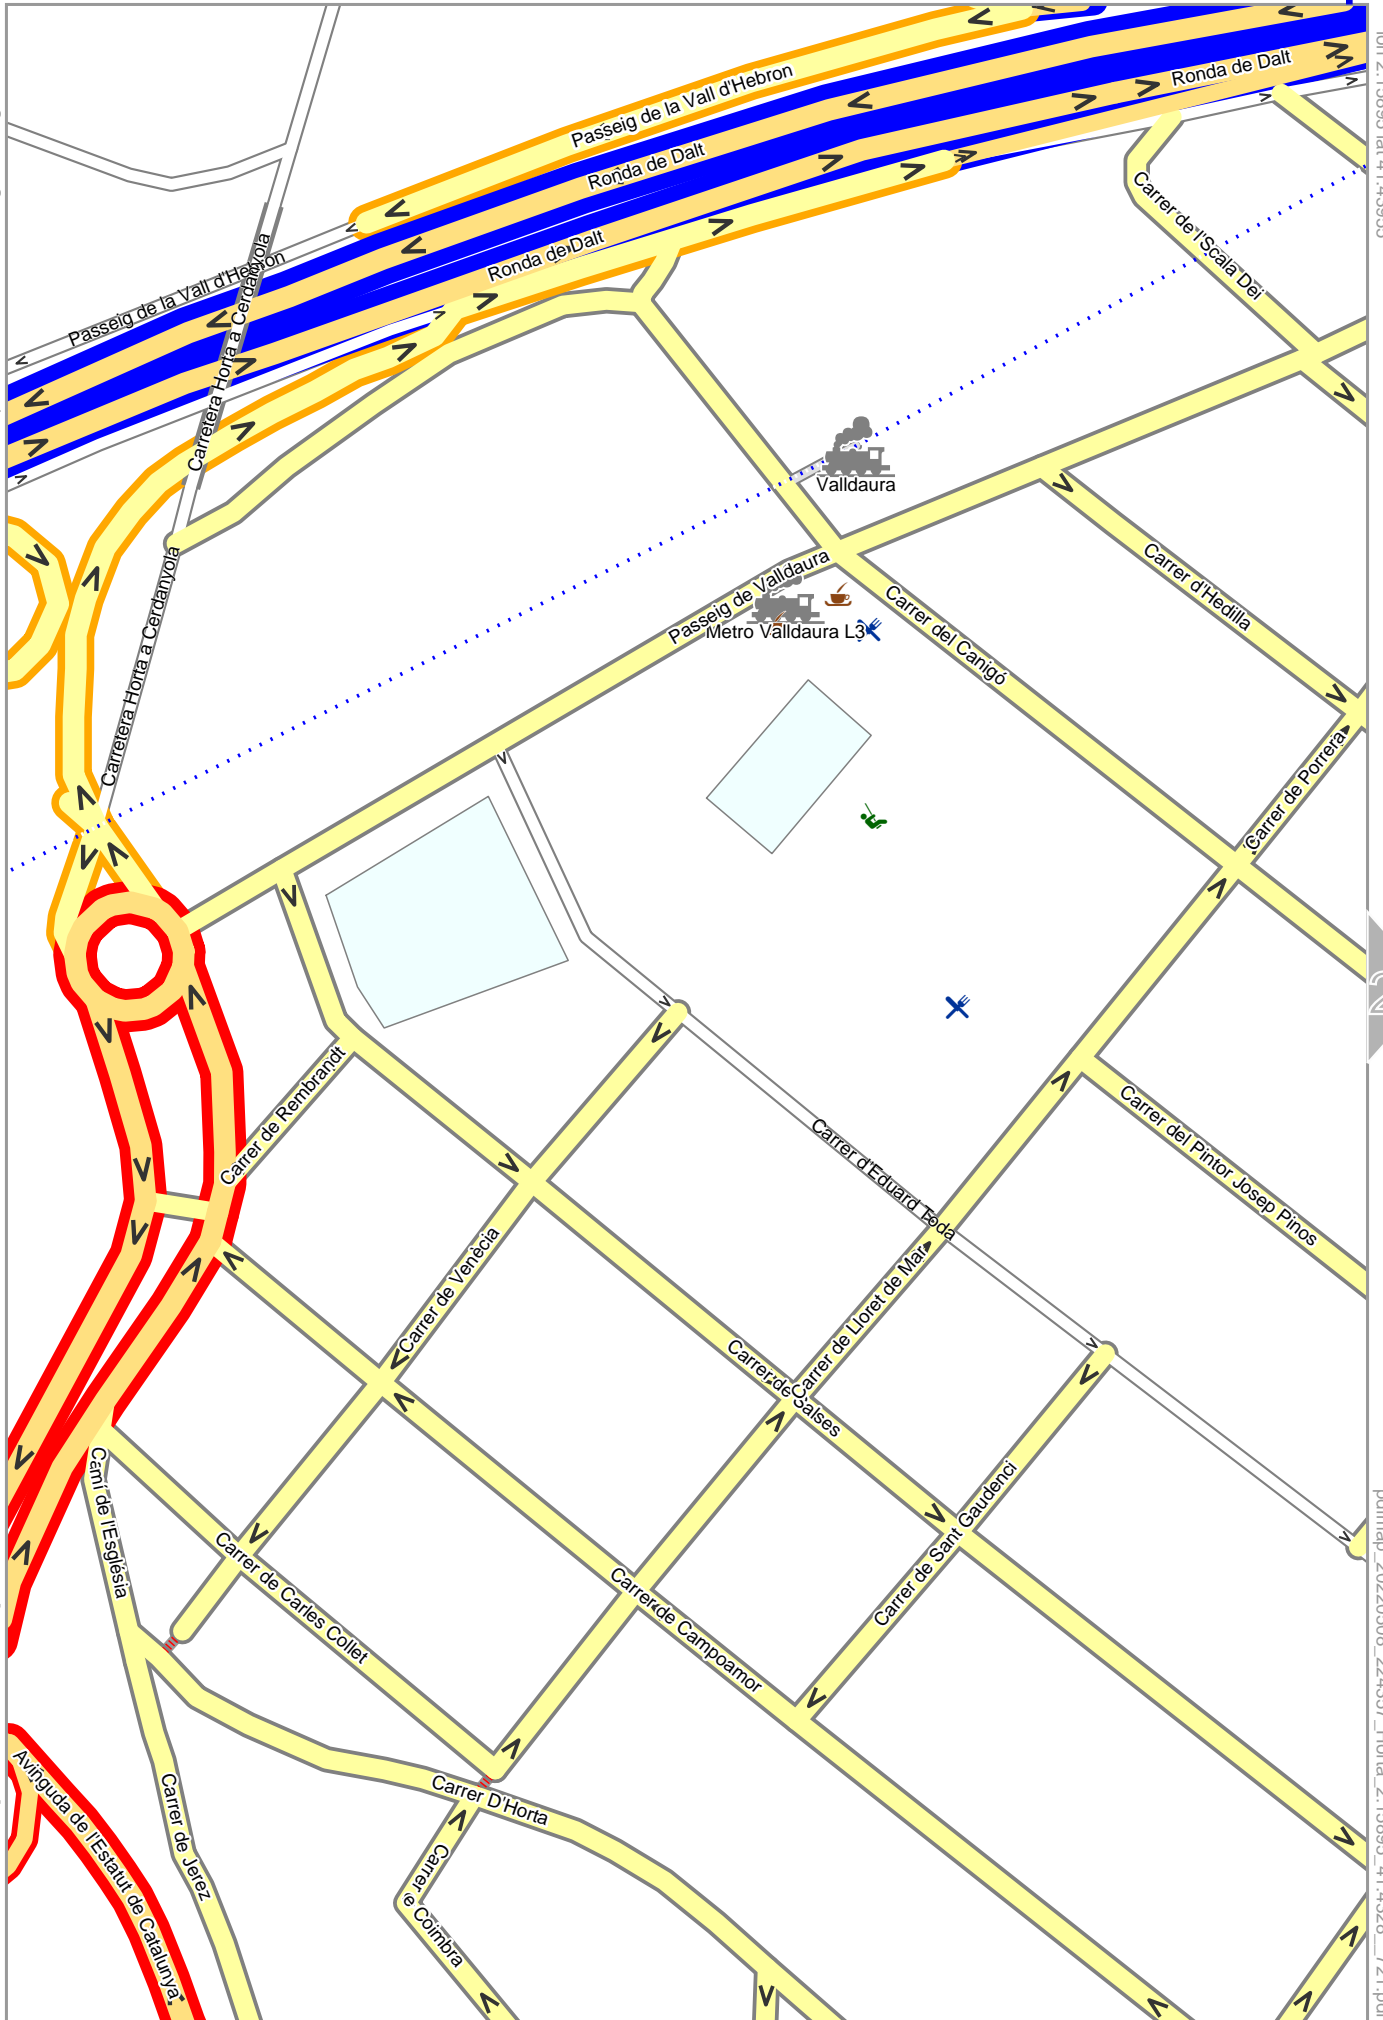 Passeig de la Vall d'Hebron
Ronda de Dalt
Ronda de Dalt
Ronda de Dalt
Passeig de la Vall d'Hebron
Carretera Horta a Cerdanyola
Carrer de l'Scala Dei
Valldaura
Passeig de Valldaura
Metro Valldaura L3
Carrer d'Hedilla
Carrer del Canigó
Carretera Horta a Cerdanyola
Carrer de Porrera
2
Carrer de Rembrandt
Carrer d'Eduard Toda
Carrer del Pintor Josep Pinos
Carrer de Venècia
Carrer de Lloret de Mar
Carrer de Salses
Carrer de Sant Gaudenci
Camí de l'Església
Carrer de Carles Collet
Carrer de Campoamor
Carrer D'Horta
Carrer de Jerez
Avinguda de l'Estatut de Catalunya
Carrer e Coimbra